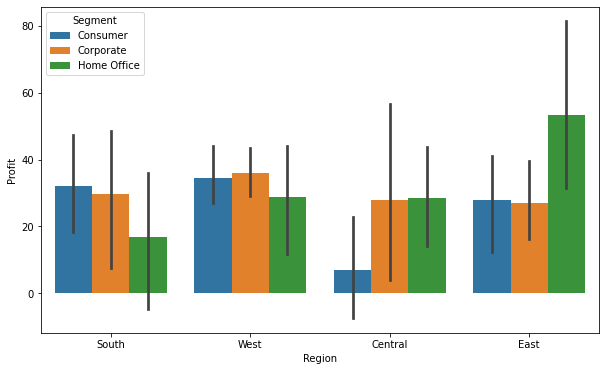 Segment
Consumer
Corporate
Home Office
80
60
40
20
0
Profit
South West Central East
Region